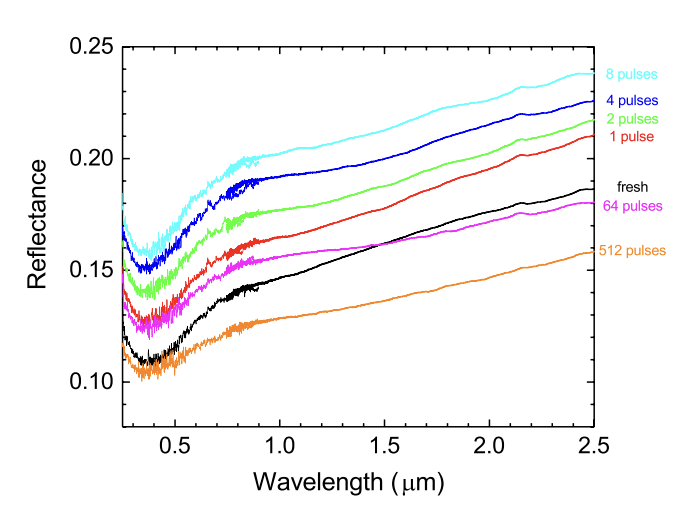 0.25
8 pulses
4 pulses
2 pulses
1 pulse
0.20
fresh
64 pulses
0.15
512 pulses
0.10
Reflectance
0.5 1.0 1.5 2.0 2.5
Wavelength (μm)